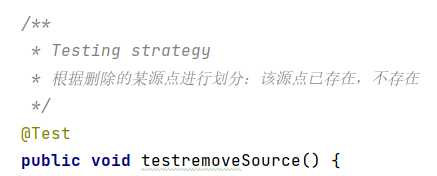 /**
* Testing strategy
* 根据删除的某源点进行划分：该源点已存在，不存在
*/
@Test
public void testremoveSource() {